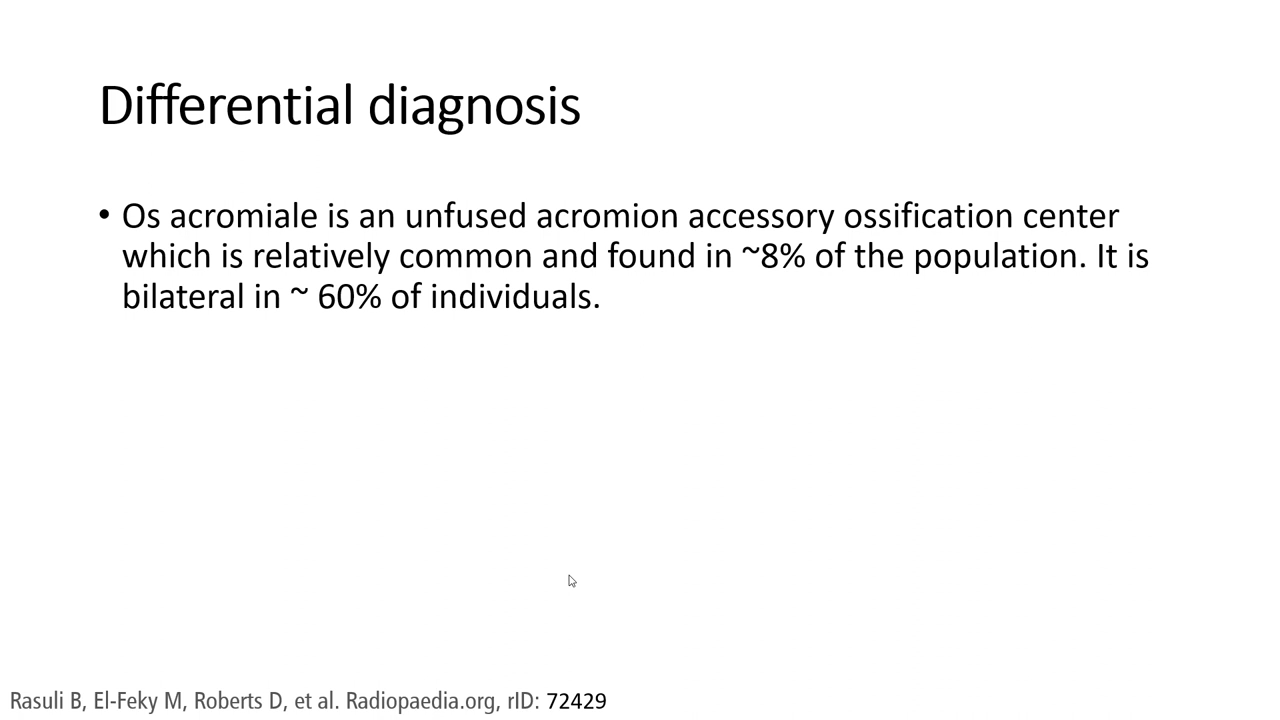 Differential diagnosis
• Os acromiale is an unfused acromion accessory ossification center
which is relatively common and found in ~8% of the population. It is
bilateral in ~ 60% of individuals.
Rasuli B, El-Feky M, Roberts D, et al. Radiopaedia.org, rID: 72429